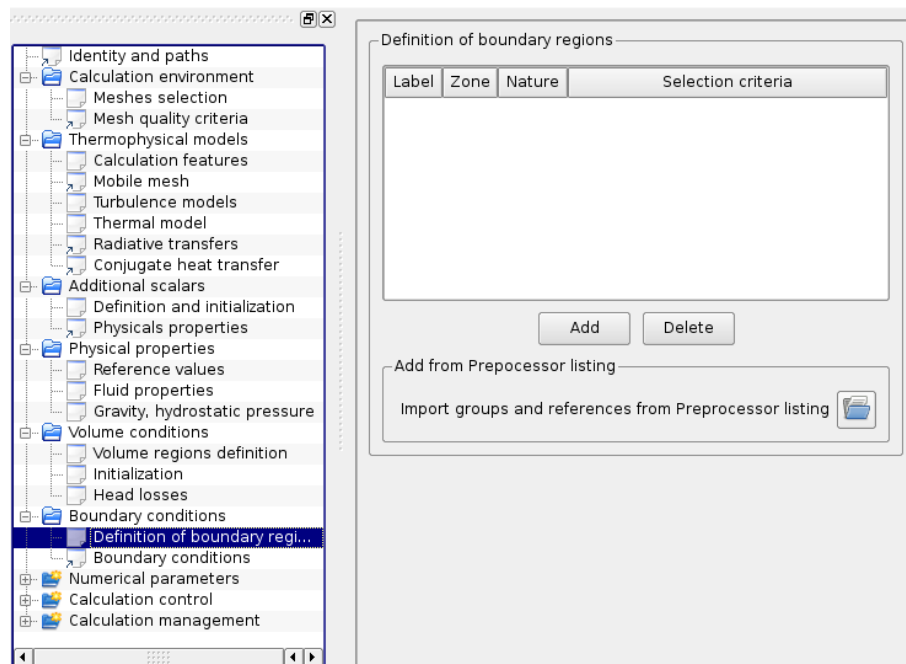 Identity and paths
Calculation environment
Meshes selection
Mesh quality criteria
Thermophysical models
Calculation features
Mobile mesh
Turbulence models
Thermal model
Radiative transfers
Conjugate heat transfer
Additional scalars
Definition and initialization
Physicals properties
Physical properties
Reference values
Fluid properties
Gravity, hydrostatic pressure
Volume conditions
Volume regions definition
Initialization
Head losses
Boundary conditions
Definition of boundary regi...
Boundary conditions
Numerical parameters
Calculation control
Calculation management
Definition of boundary regions
Label Zone Nature Selection criteria
Add Delete
Add from Prepocessor listing
Import groups and references from Preprocessor listing